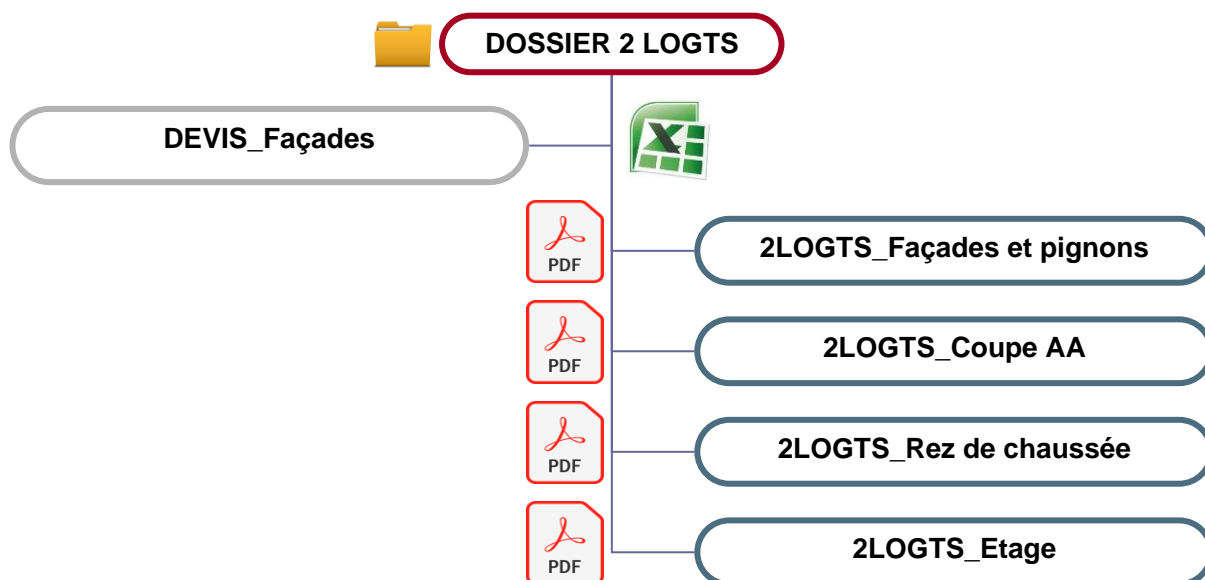 DOSSIER 2 LOGTS
DEVIS_Façades
PDF
2LOGTS_Façades et pignons
PDF
2LOGTS_Coupe AA
PDF
2LOGTS_Rez de chaussée
PDF
2LOGTS_Etage